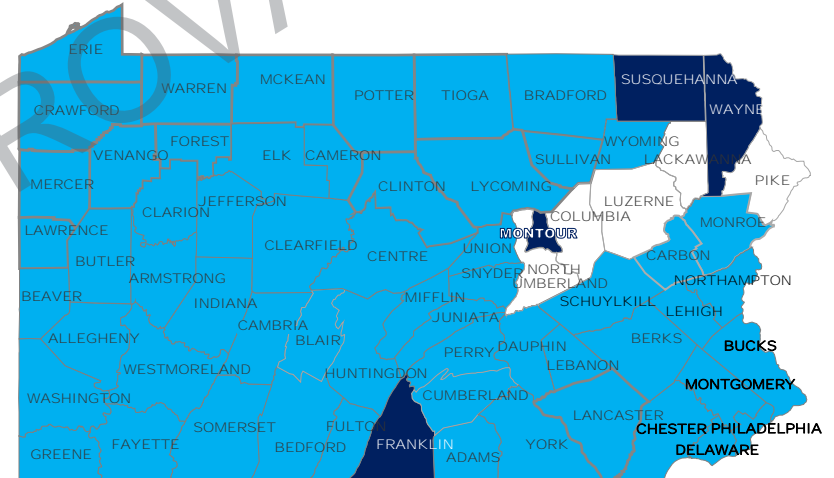 ERIE
WARREN
MCKEAN
POTTER
TIOGA
BRADFORD
SUSQUEHANNA
WAYNE
CRAWFORD
FOREST
WYOMING
VENANGO
ELK
CAMERON
SULLIVAN
LACKAWANNA
PIKE
MERCER
CLINTON
LYCOMING
JEFFERSON
LUZERNE
CLARION
COLUMBIA
MONROE
LAWRENCE
MONTOUR
CLEARFIELD
UNION
CENTRE
CARBON
BUTLER
SNYDER
NORTH
UMBERLAND
ARMSTRONG
NORTHAMPTON
BEAVER
MIFFLIN
INDIANA
SCHUYLKILL
JUNIATA
LEHIGH
CAMBRIA
ALLEGHENY
BLAIR
BERKS
DAUPHIN
BUCKS
PERRY
LEBANON
WESTMORELAND
HUNTINGDON
MONTGOMERY
WASHINGTON
CUMBERLAND
LANCASTER
SOMERSET
FULTON
CHESTER PHILADELPHIA
FAYETTE
BEDFORD
FRANKLIN
YORK
DELAWARE
GREENE
ADAMS